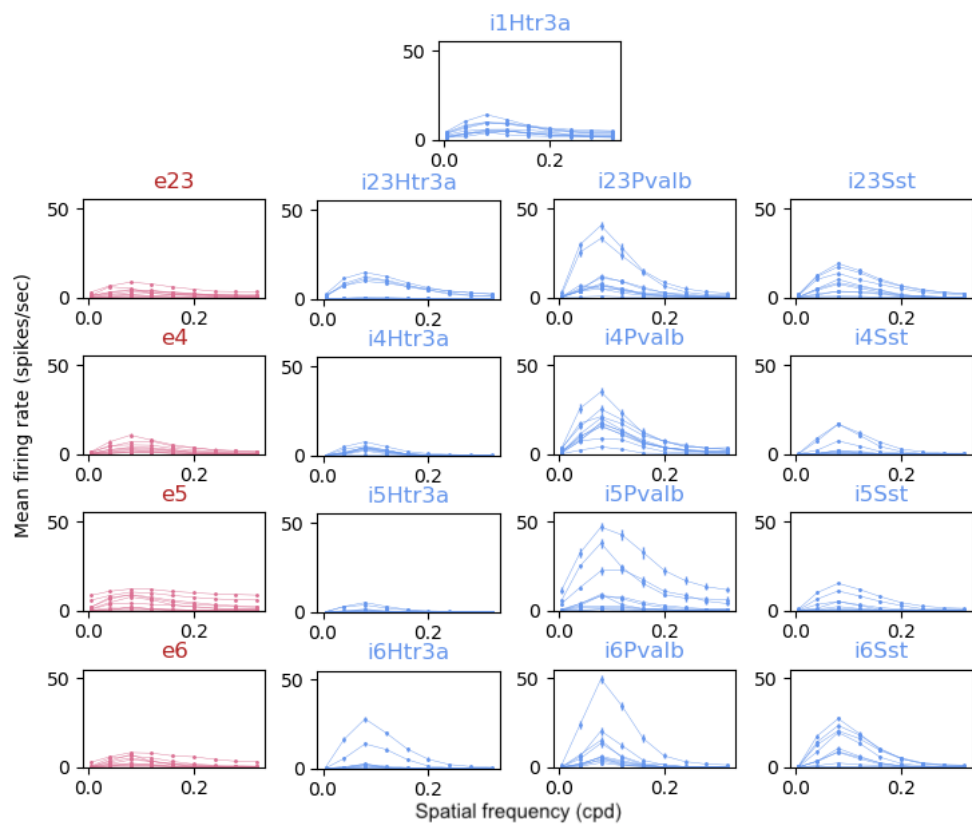 i1Htr3a
50
0
0.0 0.2
e23 i23Htr3a i23Pvalb i23Sst
50 50 50 50
0 0 0 0
0.0 0.2 0.0 0.2 0.0 0.2 0.0 0.2
e4 i4Htr3a i4Pvalb i4Sst
50 50 50 50
0 0 0 0
0.0 0.2 0.0 0.2 0.0 0.2 0.0 0.2
e5 i5Htr3a i5Pvalb i5Sst
50 50 50 50
0 0 0 0
0.0 0.2 0.0 0.2 0.0 0.2 0.0 0.2
e6 i6Htr3a i6Pvalb i6Sst
50 50 50 50
0 0 0 0
0.0 0.2 0.0 0.2 0.0 0.2 0.0 0.2
Mean firing rate (spikes/sec)
Spatial frequency (cpd)